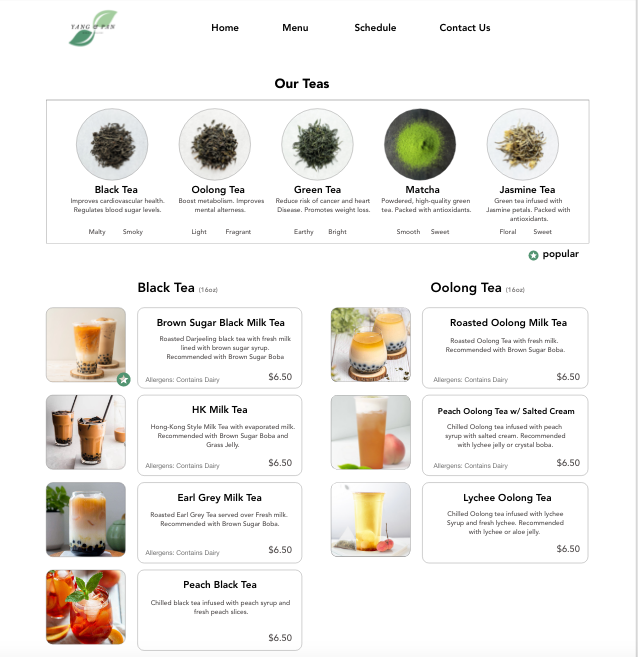 YANG & PAN
Home Menu Schedule Contact Us
Our Teas
Black Tea
Improves cardiovascular health.
Regulates blood sugar levels.
Malty Smoky
Oolong Tea
Boost metabolism. Improves
mental alterness.
Light Fragrant
Green Tea
Reduce risk of cancer and heart
Disease. Promotes weight loss.
Earthy Bright
Matcha
Powdered, high-quality green
tea. Packed with antioxidants.
Smooth Sweet
Jasmine Tea
Green tea infused with
Jasmine petals. Packed with
antioxidants.
Floral Sweet
popular
Black Tea (16oz)
Brown Sugar Black Milk Tea
Roasted Darjeeling black tea with fresh milk
lined with brown sugar syrup.
Recommended with Brown Sugar Boba
Allergens: Contains Dairy $6.50
HK Milk Tea
Hong-Kong Style Milk Tea with evaporated milk.
Recommended with Brown Sugar Boba and
Grass Jelly.
Allergens: Contains Dairy $6.50
Earl Grey Milk Tea
Roasted Earl Grey Tea served over Fresh milk.
Recommended with Brown Sugar Boba.
Allergens: Contains Dairy $6.50
Peach Black Tea
Chilled black tea infused with peach syrup and
fresh peach slices.
$6.50
Oolong Tea (16oz)
Roasted Oolong Milk Tea
Roasted Oolong Tea with fresh milk.
Recommended with Brown Sugar Boba.
Allergens: Contains Dairy $6.50
Peach Oolong Tea w/ Salted Cream
Chilled Oolong tea infused with peach
syrup with salted cream. Recommended
with lychee jelly or crystal boba.
Allergens: Contains Dairy $6.50
Lychee Oolong Tea
Chilled Oolong tea infused with lychee
Syrup and fresh lychee. Recommended
with lychee or aloe jelly.
$6.50